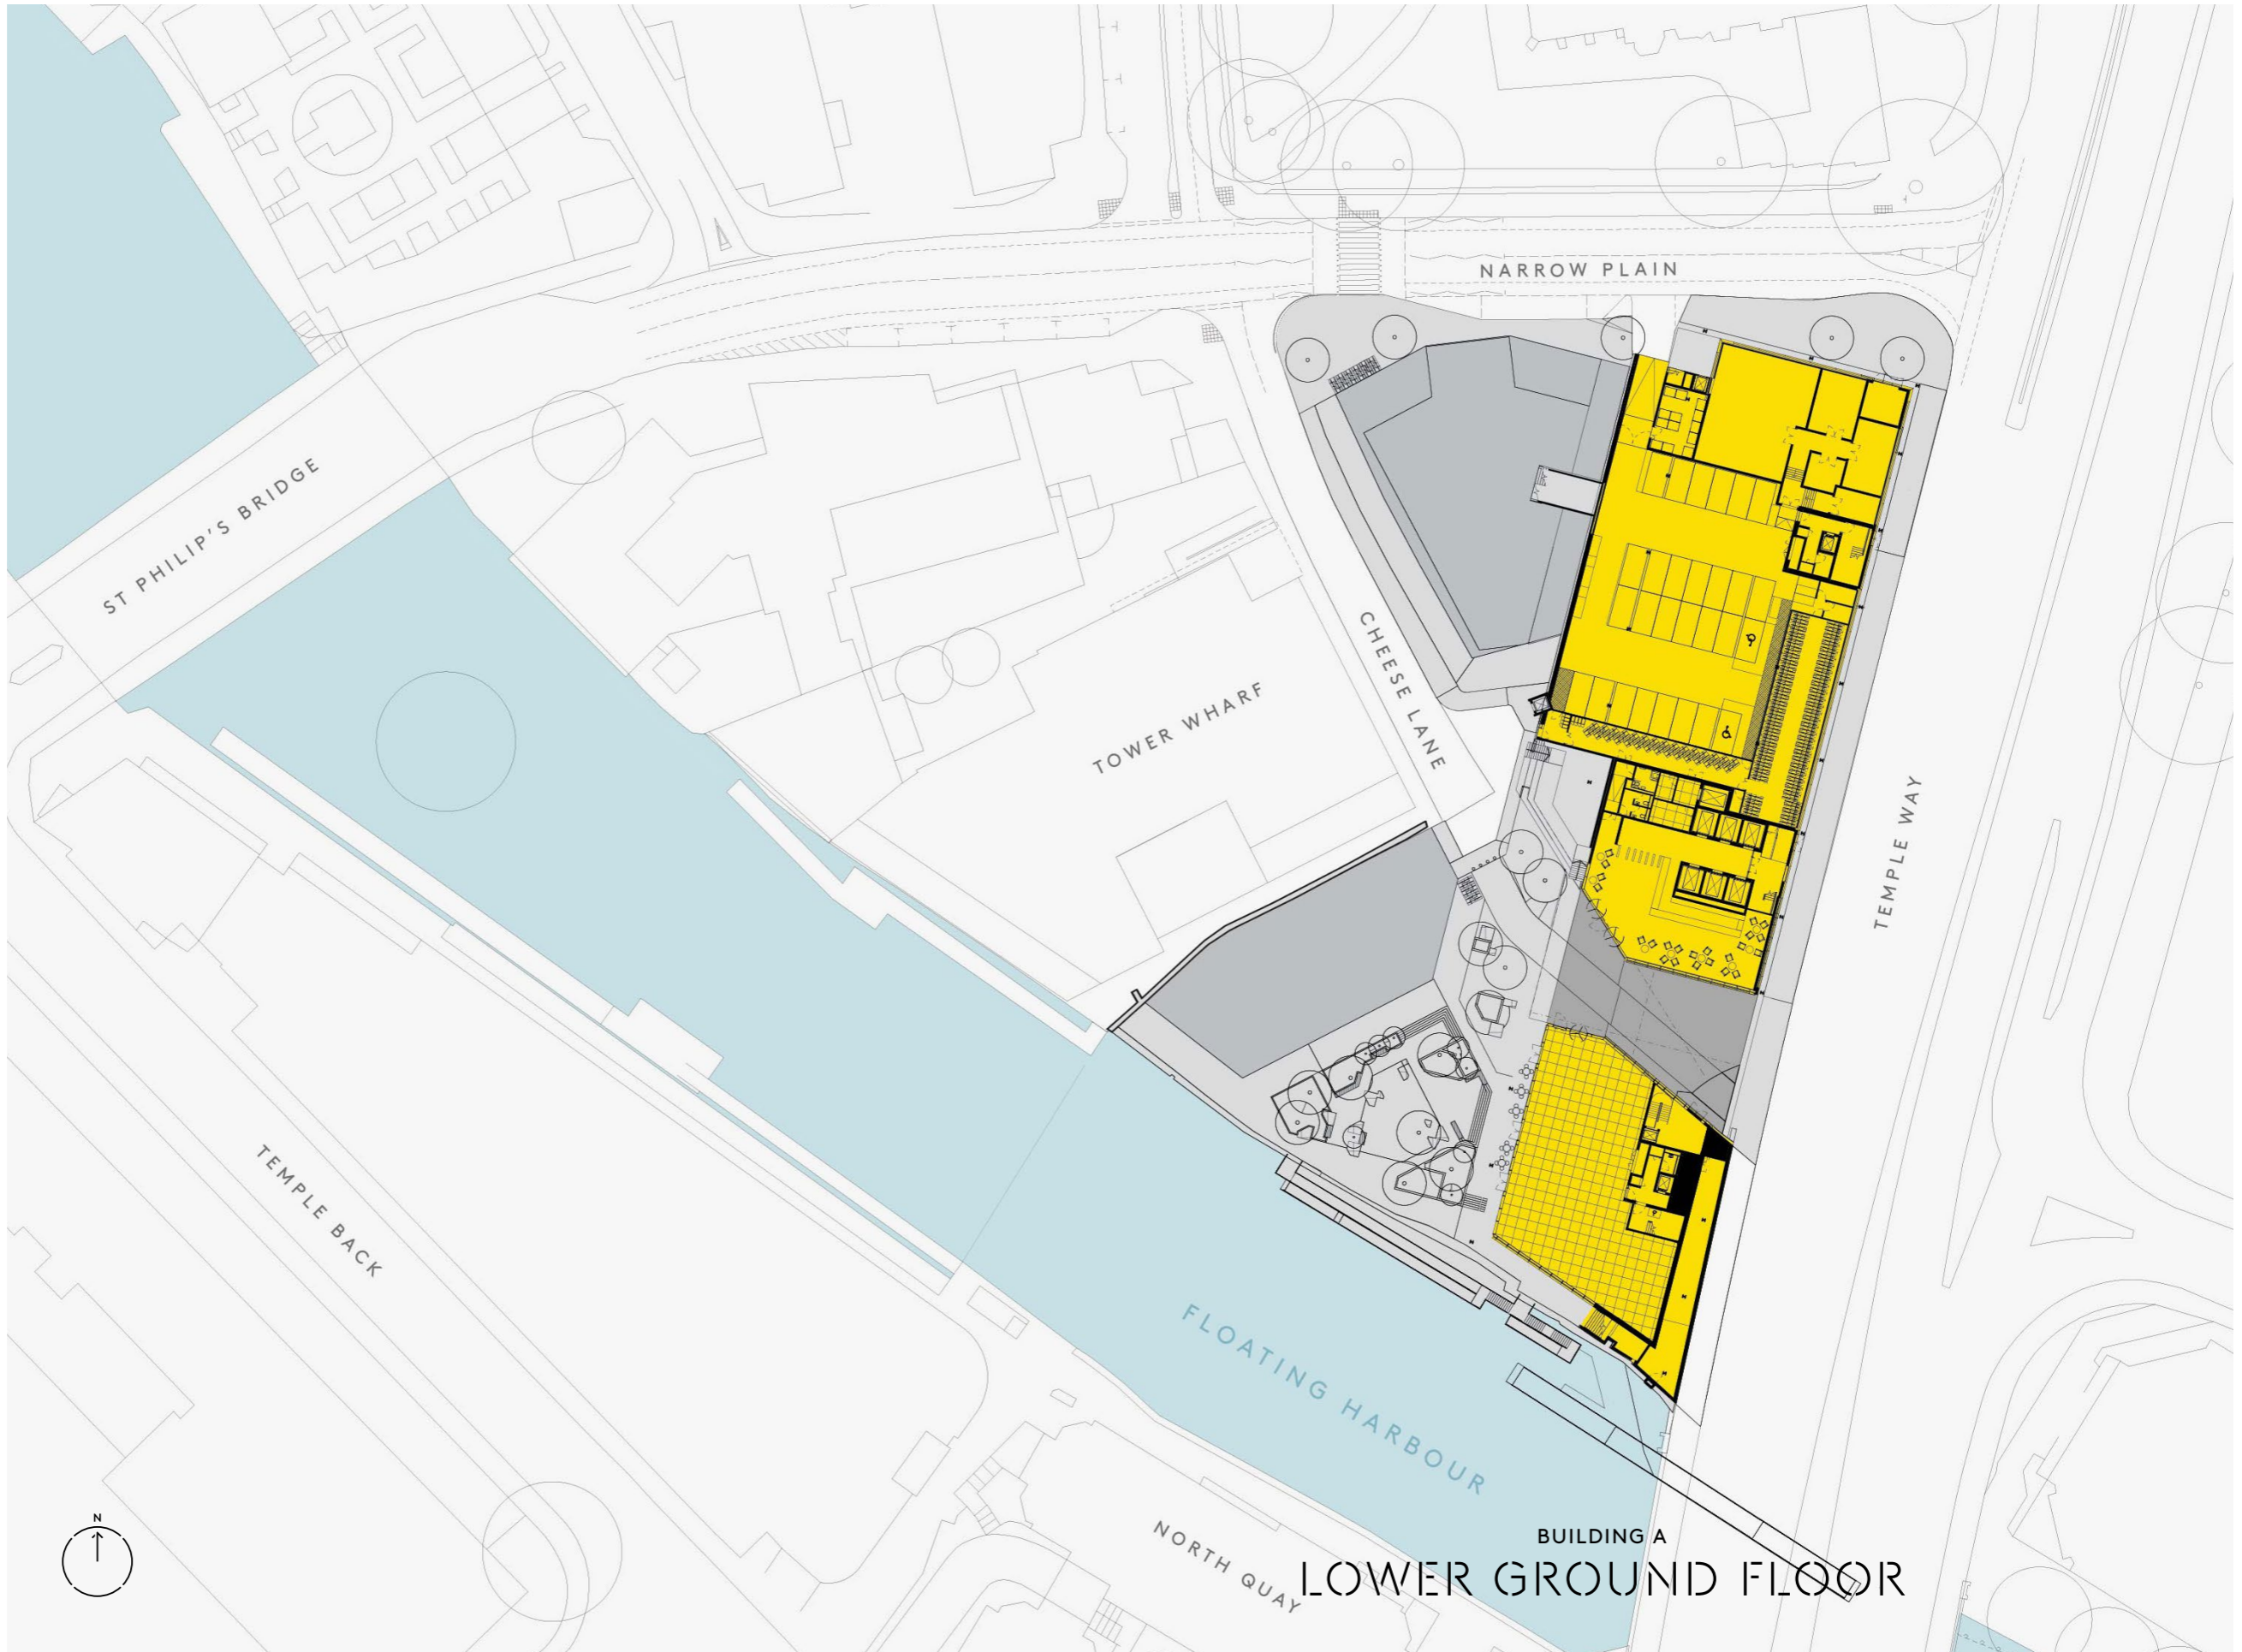 NARROW PLAIN
ST PHILIP'S BRIDGE
CHEESE LANE
TOWER WHARF
TEMPLE WAY
TEMPLE BACK
FLOATING HARBOUR
NORTH QUAY
N
BUILDING A
LOWER GROUND FLOOR